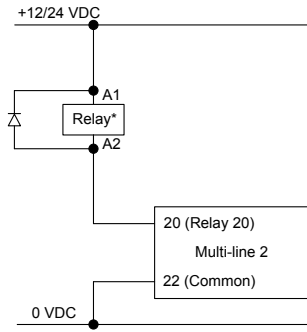 +12/24 VDC
A1
Relay*
A2
20 (Relay 20)
Multi-line 2
22 (Common)
0 VDC